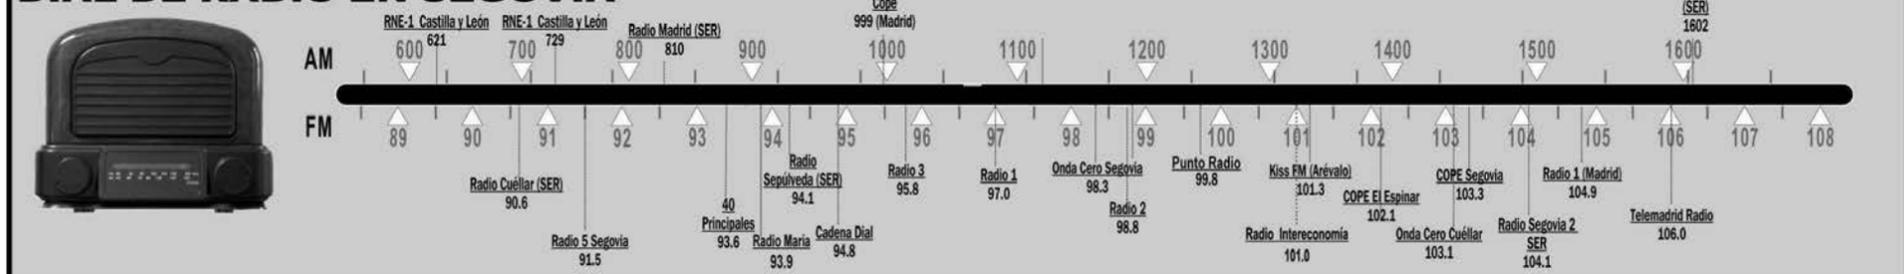 DIAL DE RADIO EN SEGOVIA
RNE-1 Castilla y León
621
RNE-1 Castilla y León
729
Radio Madrid (SER)
810
Cope
999 (Madrid)
(SER)
1602
AM
600 700 800 900 1000 1100 1200 1300 1400 1500 1600
FM
89 90 91 92 93 94 95 96 97 98 99 100 101 102 103 104 105 106 107 108
Radio Cuéllar (SER)
90.6
Radio 5 Segovia
91.5
40
Principales
93.6
Radio María
93.9
Radio
Sepúlveda (SER)
94.1
Cadena Dial
94.8
Radio 3
95.8
Radio 1
97.0
Onda Cero Segovia
98.3
Radio 2
98.8
Punto Radio
99.8
Kiss FM (Arévalo)
101.3
Radio Intereconomía
101.0
COPE El Espinar
102.1
Onda Cero Cuéllar
103.1
COPE Segovia
103.3
Radio Segovia 2
SER
104.1
Radio 1 (Madrid)
104.9
Telemadrid Radio
106.0